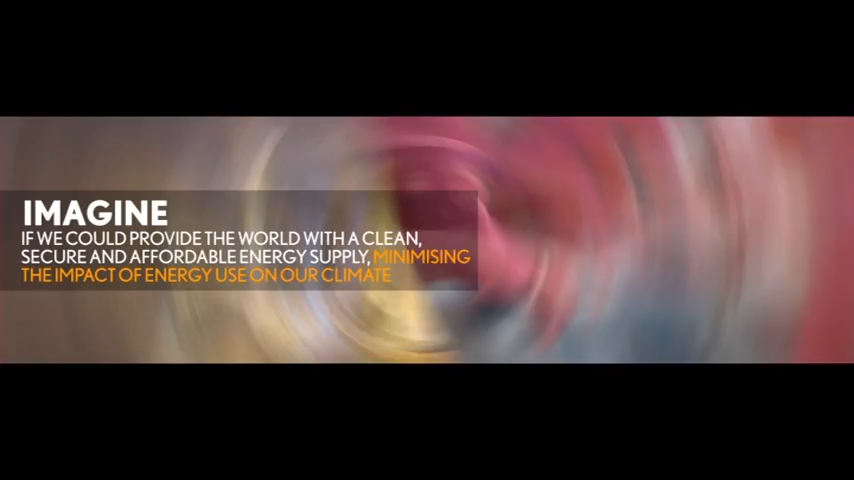 IMAGINE
IF WE COULD PROVIDE THE WORLD WITH A CLEAN,
SECURE AND AFFORDABLE ENERGY SUPPLY, MINIMISING
THE IMPACT OF ENERGY USE ON OUR CLIMATE